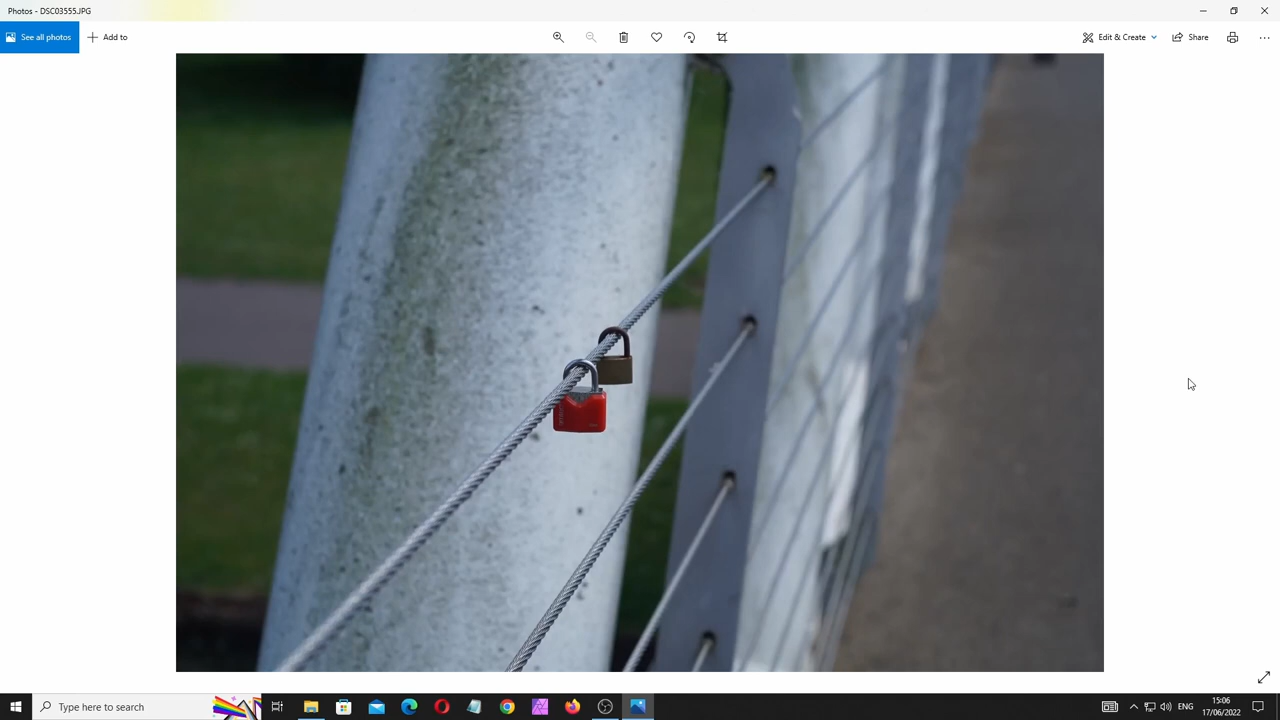 Photos - DSC03555.JPG
See all photos
Add to
Edit & Create
Share
Type here to search
ENG
15:06
17/06/2022